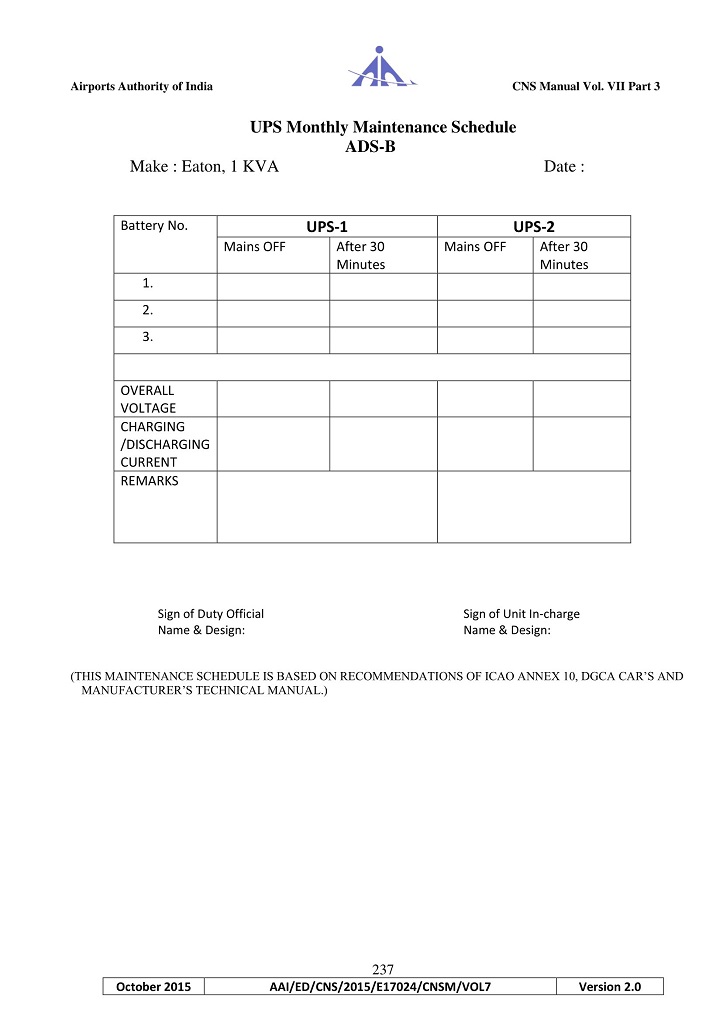 Airports Authority of India CNS Manual Vol. VII Part 3
UPS Monthly Maintenance Schedule
ADS-B
Make : Eaton, 1 KVA Date :
Battery No. UPS-1 UPS-2
Mains OFF After 30 Minutes Mains OFF After 30 Minutes
1.
2.
3.
OVERALL
VOLTAGE
CHARGING
/DISCHARGING
CURRENT
REMARKS
Sign of Duty Official Sign of Unit In-charge
Name & Design: Name & Design:
(THIS MAINTENANCE SCHEDULE IS BASED ON RECOMMENDATIONS OF ICAO ANNEX 10, DGCA CAR’S AND
MANUFACTURER’S TECHNICAL MANUAL.)
237
October 2015 AAI/ED/CNS/2015/E17024/CNSM/VOL7 Version 2.0